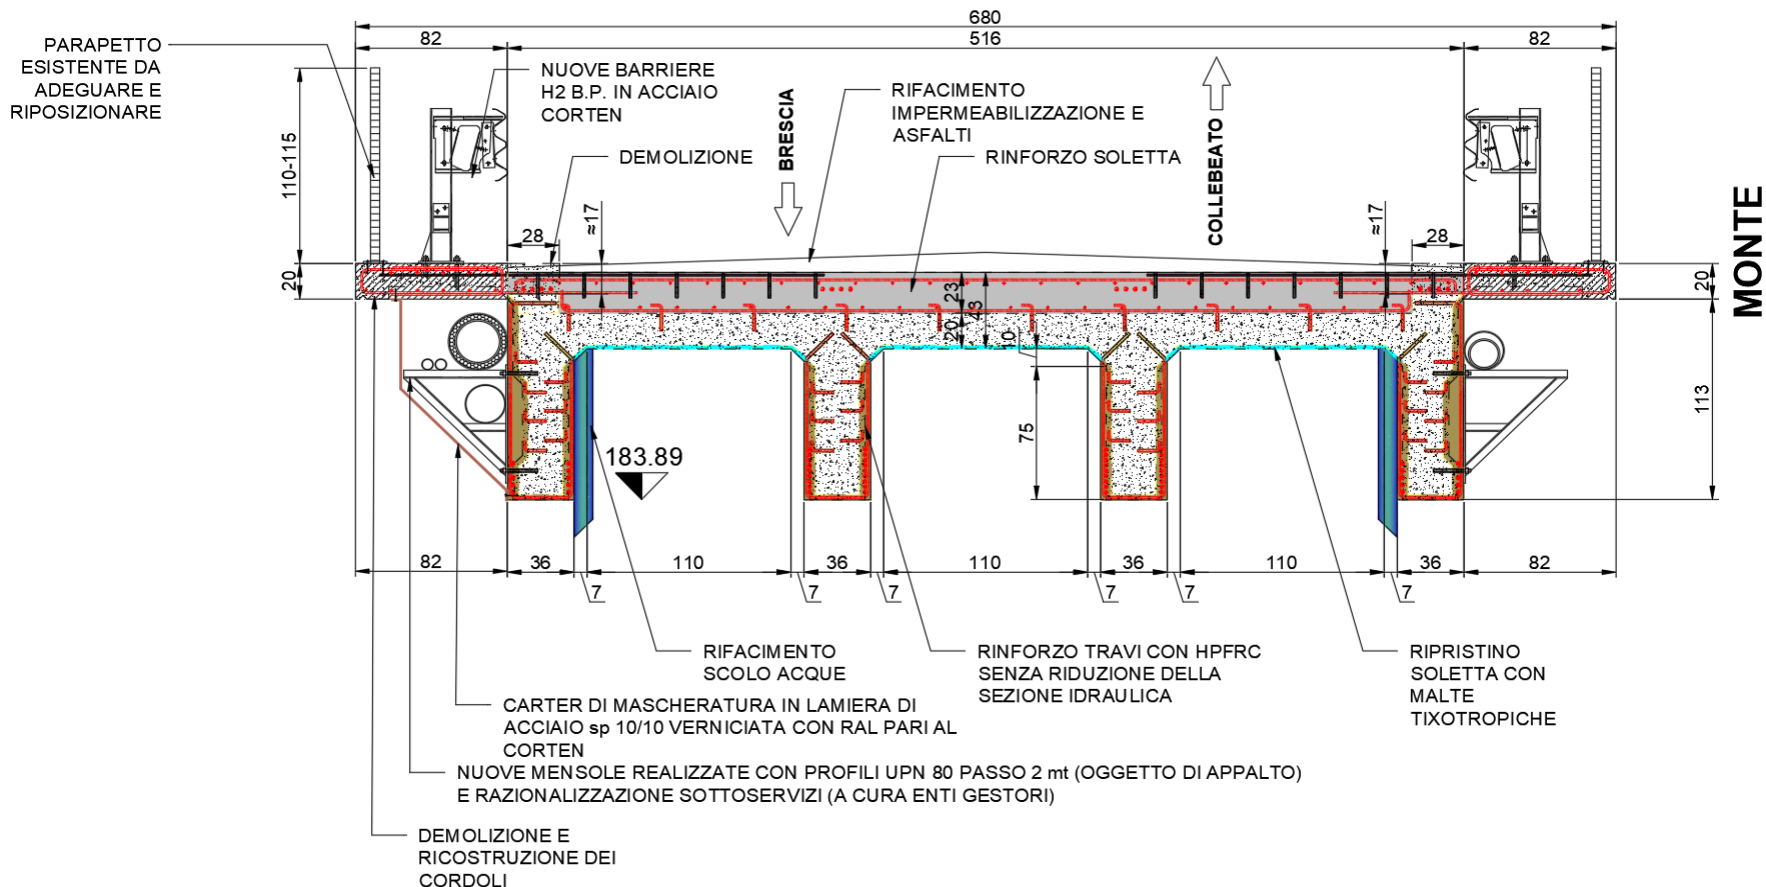 680
82
516
82
PARAPETTO
ESISTENTE DA
ADEGUARE E
RIPOSIZIONARE
NUOVE BARRIERE
H2 B.P. IN ACCIAIO
CORTEN
DEMOLIZIONE
BRESCIA
RIFACIMENTO
IMPERMEABILIZZAZIONE E
ASFALTI
RINFORZO SOLETTA
COLLEBEATO
MONTE
110-115
20
28
≈17
≈17
28
20
23
43
20
10
75
113
183.89
82
36
110
36
110
36
110
36
82
7
7
7
7
7
7
RIFACIMENTO
SCOLO ACQUE
RINFORZO TRAVI CON HPFRC
SENZA RIDUZIONE DELLA
SEZIONE IDRAULICA
RIPRISTINO
SOLETTA CON
MALTE
TIXOTROPICHE
CARTER DI MASCHERATURA IN LAMIERA DI
ACCIAIO sp 10/10 VERNICIATA CON RAL PARI AL
CORTEN
NUOVE MENSOLE REALIZZATE CON PROFILI UPN 80 PASSO 2 mt (OGGETTO DI APPALTO)
E RAZIONALIZZAZIONE SOTTOSERVIZI (A CURA ENTI GESTORI)
DEMOLIZIONE E
RICOSTRUZIONE DEI
CORDOLI